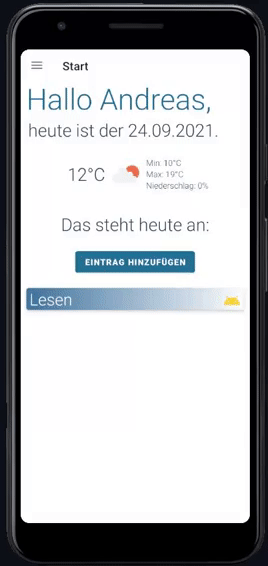 Start
Hallo Andreas,
heute ist der 24.09.2021.
12°C
Min: 10°C
Max: 19°C
Niederschlag: 0%
Das steht heute an:
EINTRAG HINZUFÜGEN
Lesen